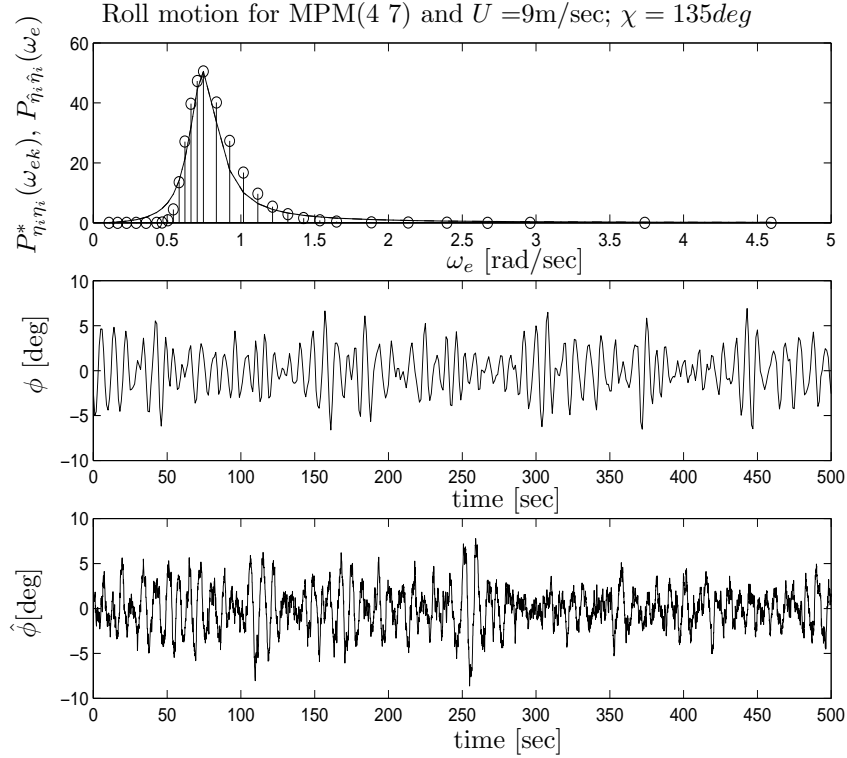 Roll motion for MPM(4 7) and U =9m/sec; χ = 135deg
P*ηiηi(ωek), Pη̂iη̂i(ωe)
60
40
20
0
0 0.5 1 1.5 2 2.5 3 3.5 4 4.5 5
ωe [rad/sec]
φ [deg]
10
5
0
−5
−10
0 50 100 150 200 250 300 350 400 450 500
time [sec]
φ̂[deg]
10
5
0
−5
−10
0 50 100 150 200 250 300 350 400 450 500
time [sec]